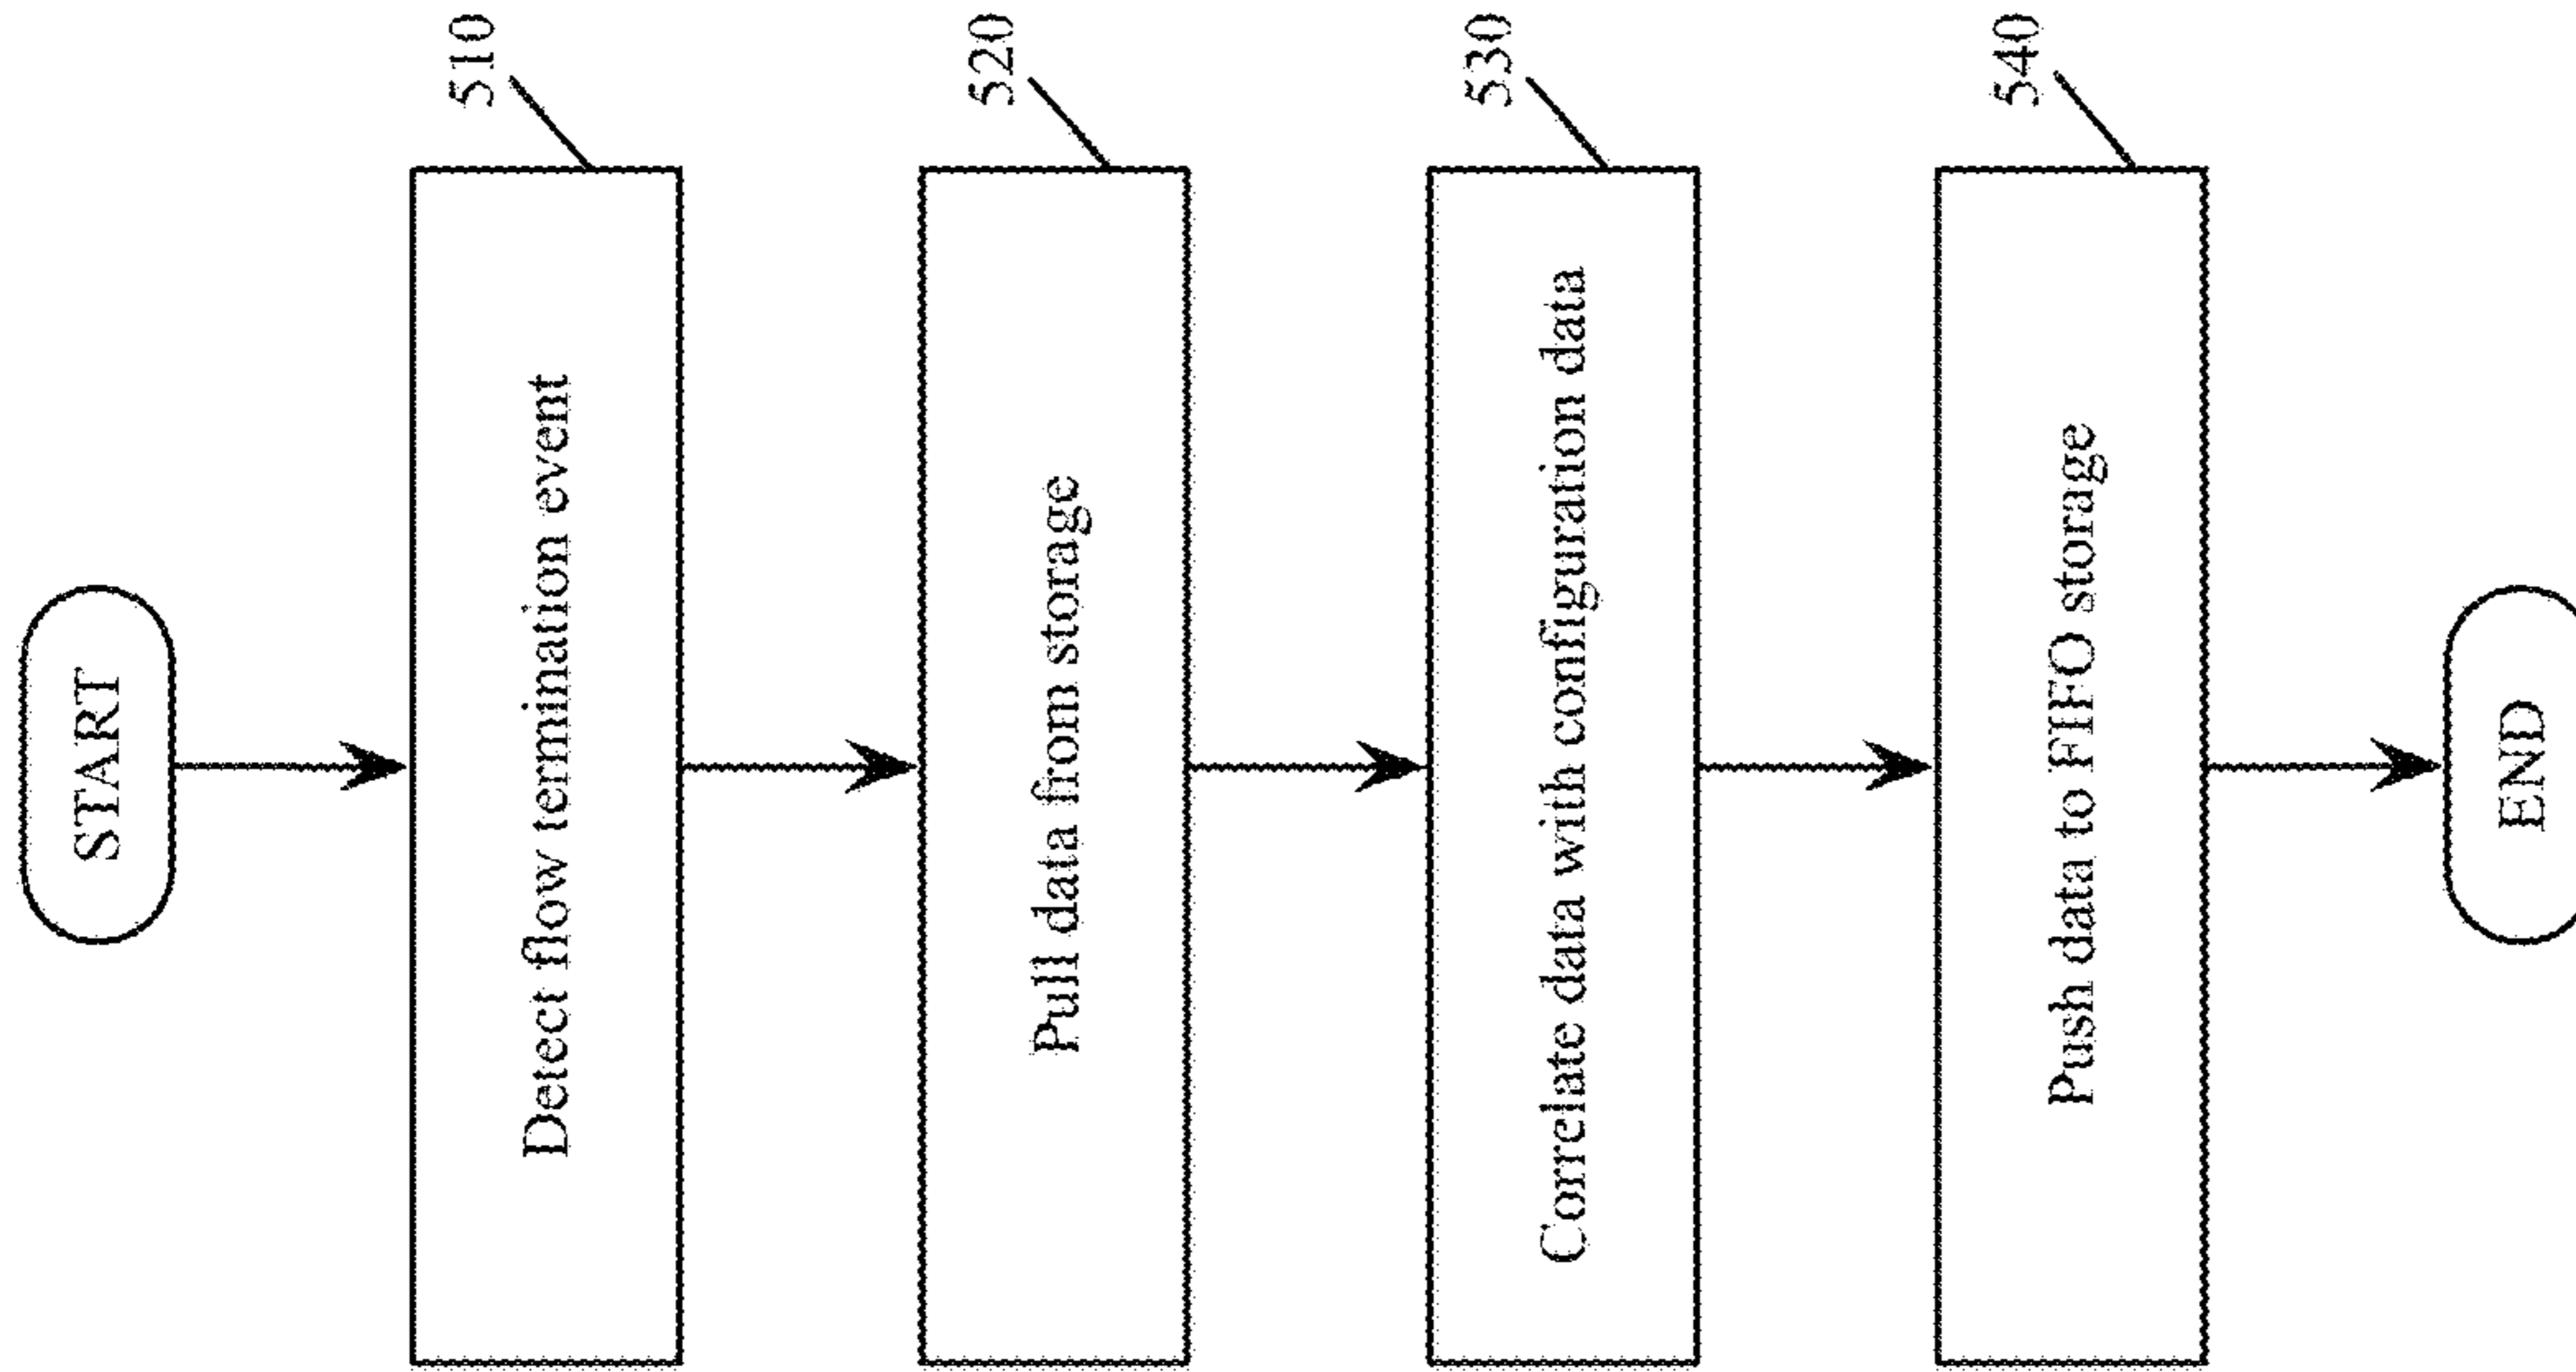 START
510
Detect flow termination event
520
Pull data from storage
530
Correlate data with configuration data
540
Push data to FIFO storage
END